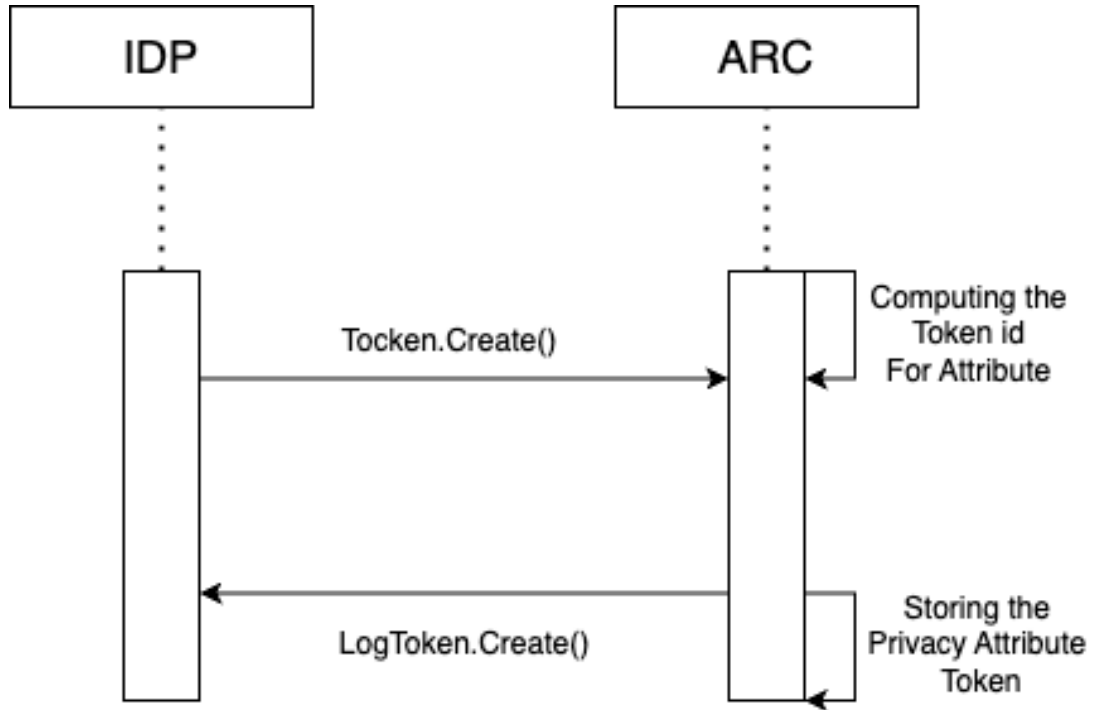 IDP
ARC
Computing the
Token id
For Attribute
Tocken.Create()
LogToken.Create()
Storing the
Privacy Attribute
Token